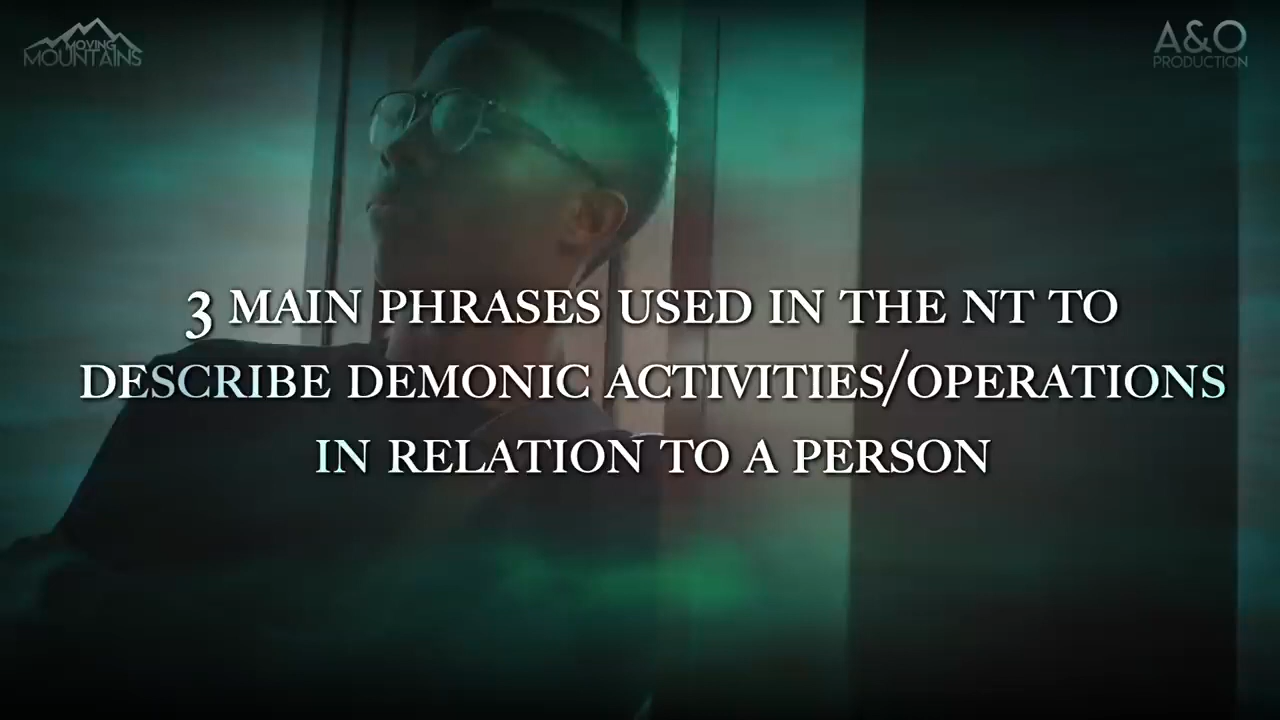 MOVING
MOUNTAINS
A&O
PRODUCTION
3 MAIN PHRASES USED IN THE NT TO
DESCRIBE DEMONIC ACTIVITIES/OPERATIONS
IN RELATION TO A PERSON